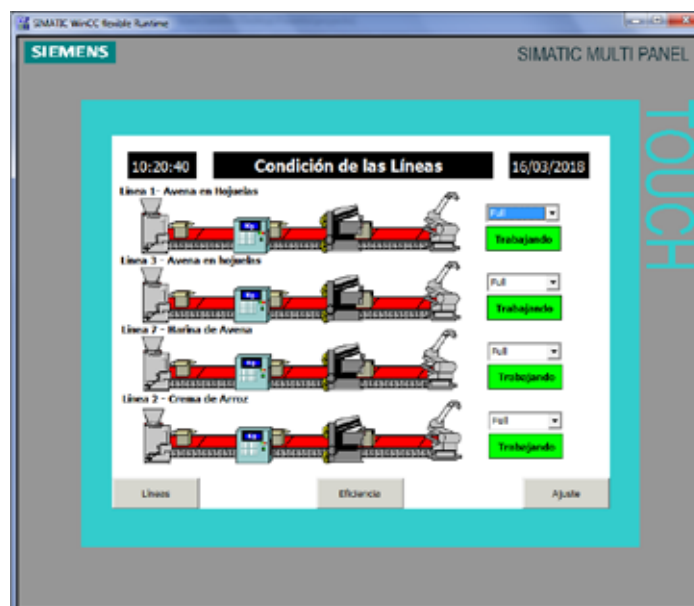 SIMATIC WinCC flexible Runtime
SIEMENS
SIMATIC MULTI PANEL
TOUCH
10:20:40
Condición de las Líneas
16/03/2018
Línea 1- Avena en Hojuelas
Full
Trabajando
Línea 3 - Avena en hojuelas
Full
Trabajando
Línea 7 - Harina de Avena
Full
Trabajando
Línea 2 - Crema de Arroz
Full
Trabajando
Líneas
Eficiencia
Ajuste